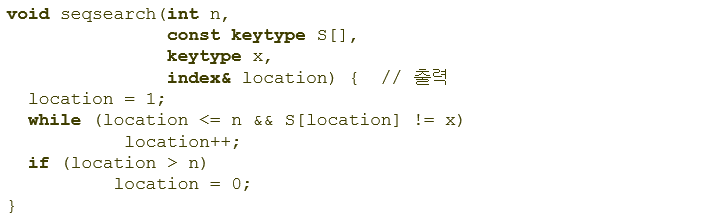 void seqsearch(int n,
               const keytype S[],
               keytype x,
               index& location) {  // 출력
  location = 1;
  while (location <= n && S[location] != x)
           location++;
  if (location > n)
          location = 0;
}